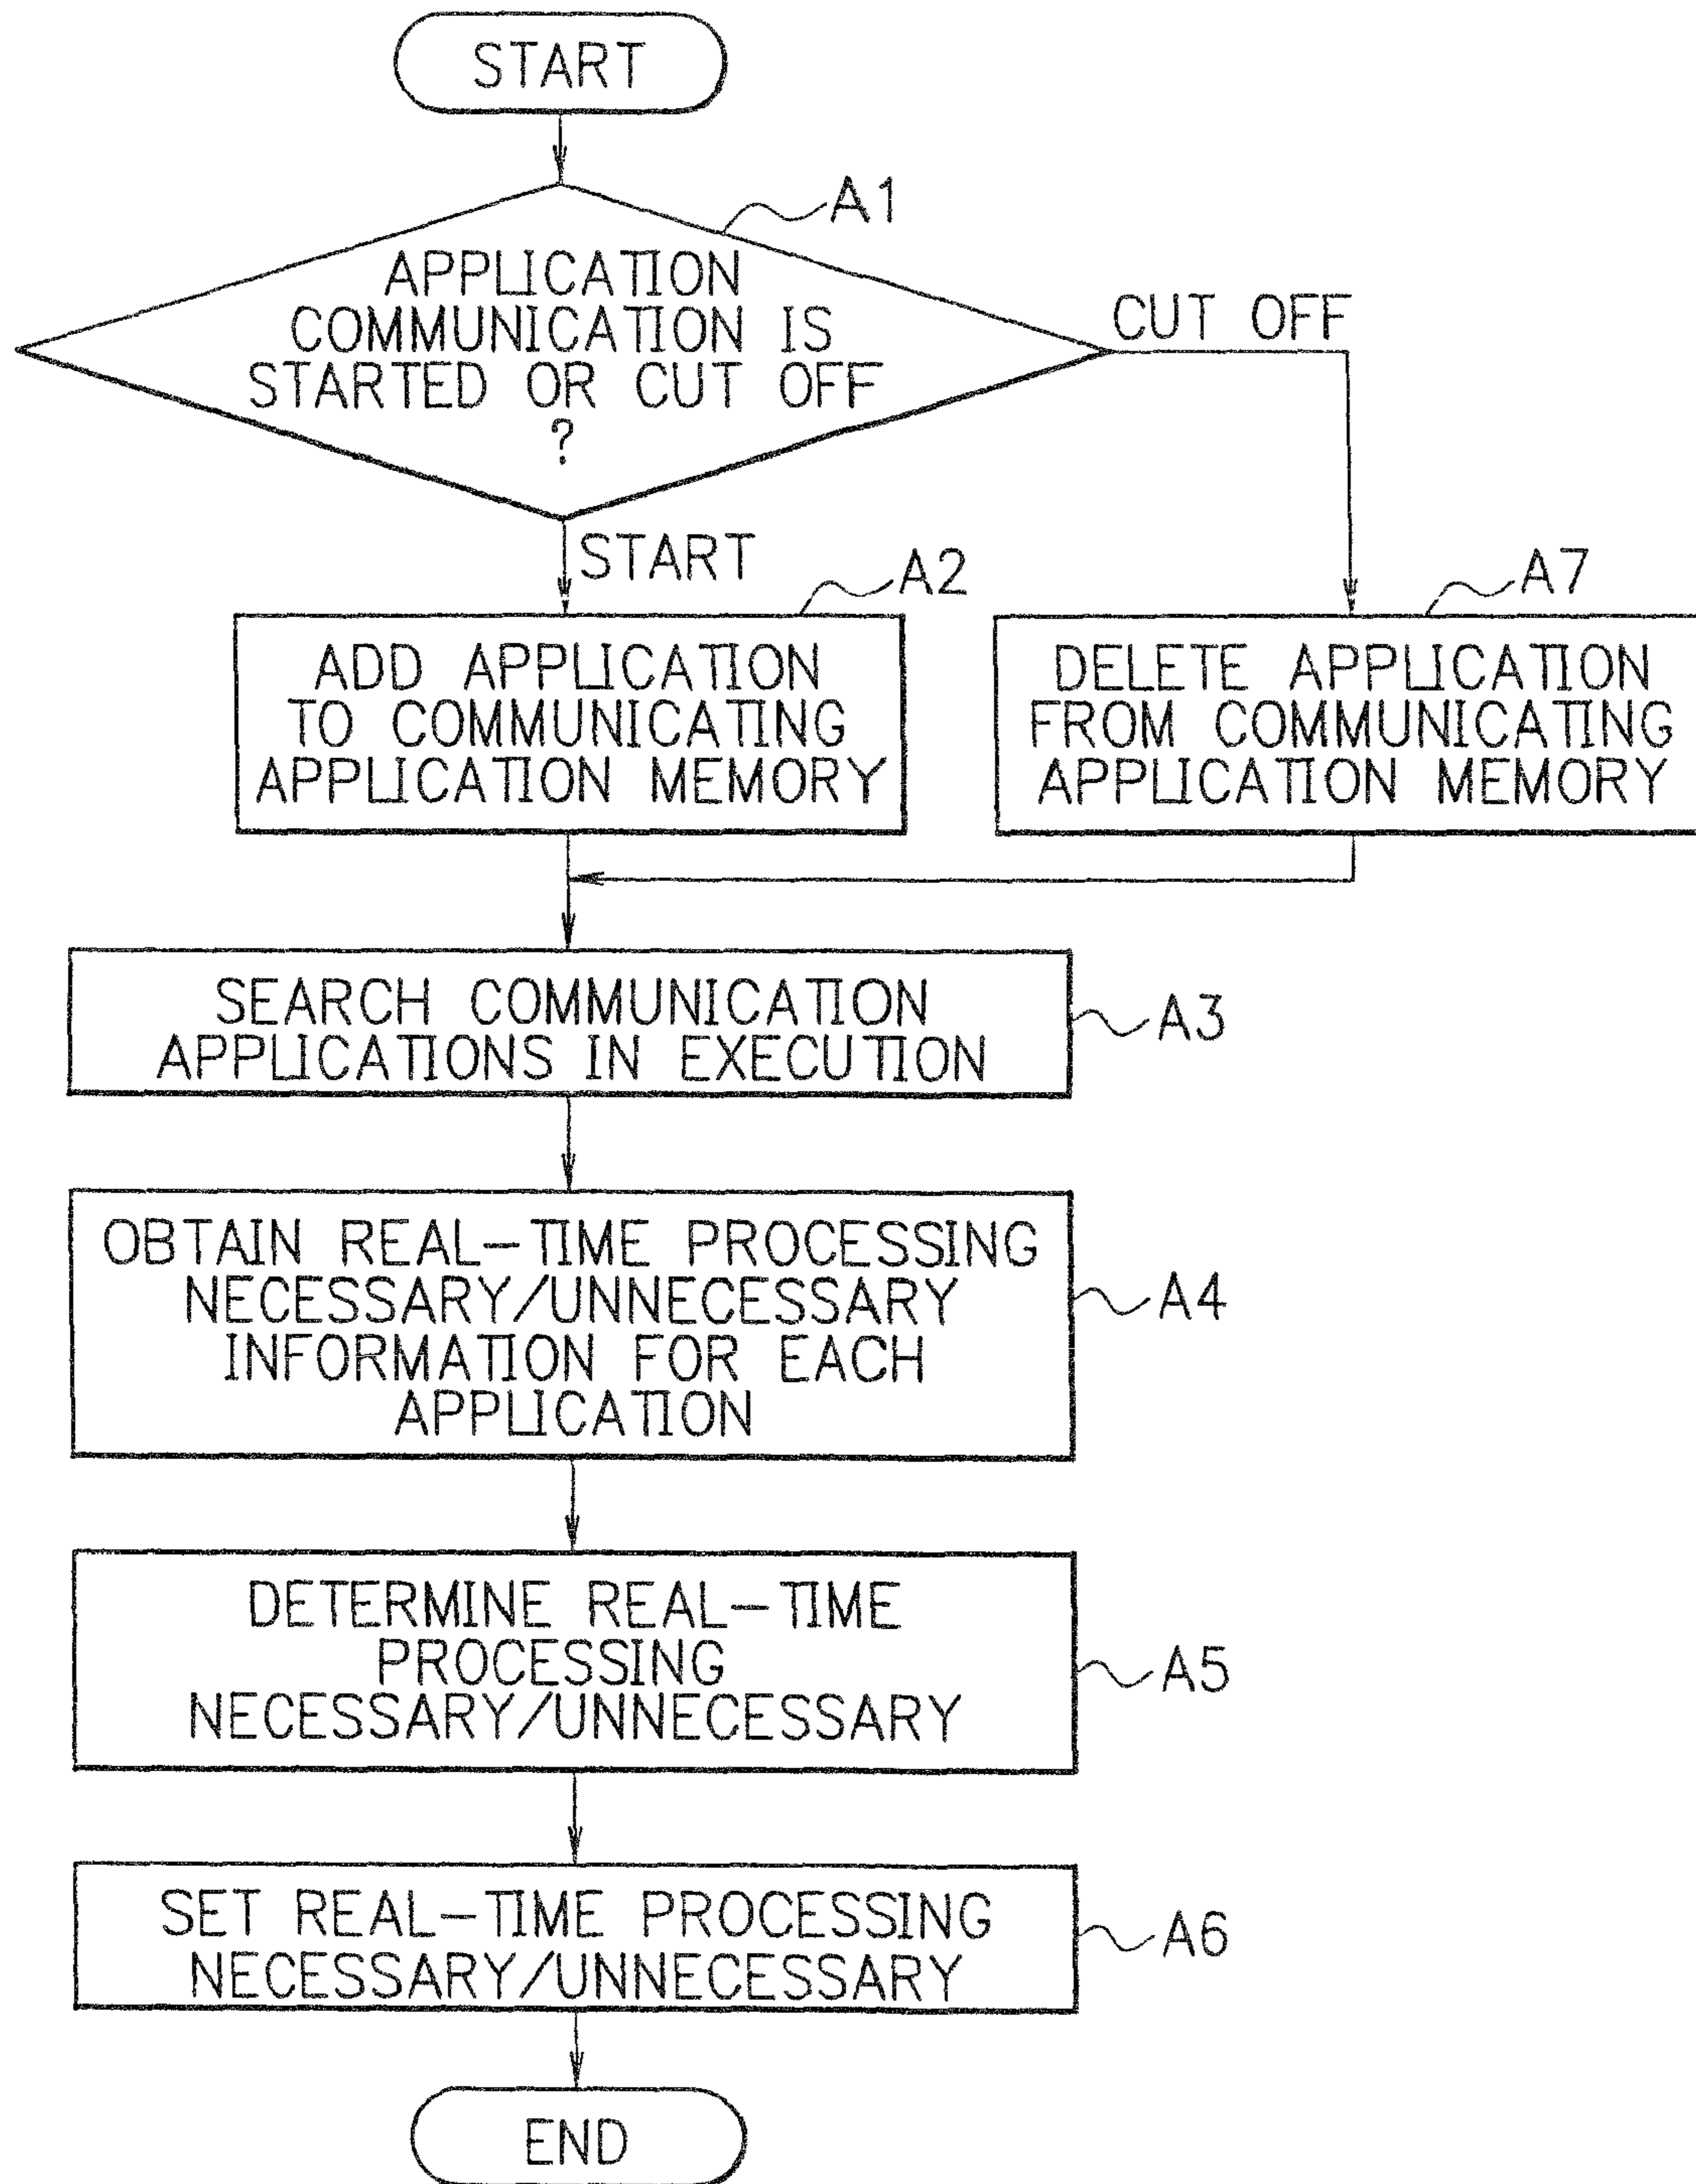 START
A1
APPLICATION
COMMUNICATION IS
STARTED OR CUT OFF
?
CUT OFF
START
A2
ADD APPLICATION
TO COMMUNICATING
APPLICATION MEMORY
A7
DELETE APPLICATION
FROM COMMUNICATING
APPLICATION MEMORY
SEARCH COMMUNICATION
APPLICATIONS IN EXECUTION
A3
OBTAIN REAL-TIME PROCESSING
NECESSARY/UNNECESSARY
INFORMATION FOR EACH
APPLICATION
A4
DETERMINE REAL-TIME
PROCESSING
NECESSARY/UNNECESSARY
A5
SET REAL-TIME PROCESSING
NECESSARY/UNNECESSARY
A6
END